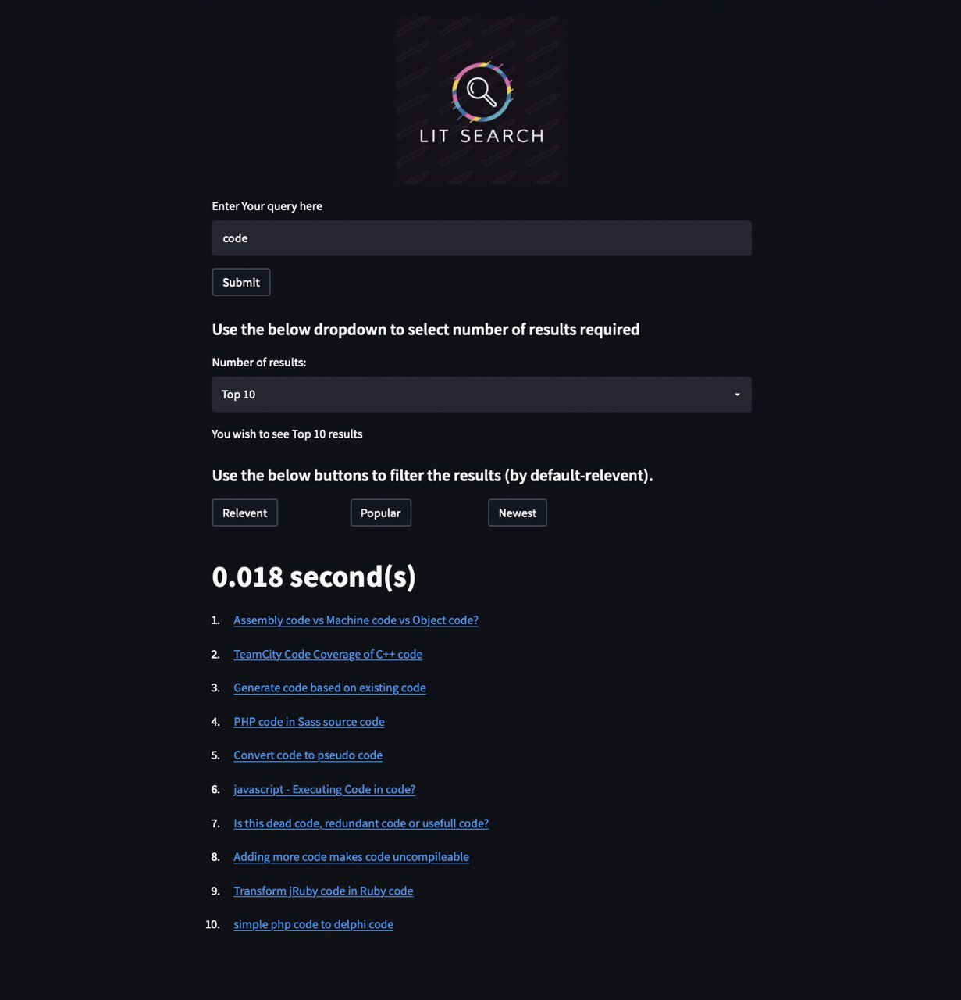 LIT SEARCH
Enter Your query here
code
Submit
Use the below dropdown to select number of results required
Number of results:
Top 10
You wish to see Top 10 results
Use the below buttons to filter the results (by default-relevent).
Relevent Popular Newest
0.018 second(s)
1. Assembly code vs Machine code vs Object code?
2. TeamCity Code Coverage of C++ code
3. Generate code based on existing code
4. PHP code in Sass source code
5. Convert code to pseudo code
6. javascript - Executing Code in code?
7. Is this dead code, redundant code or usefull code?
8. Adding more code makes code uncompileable
9. Transform jRuby code in Ruby code
10. simple php code to delphi code